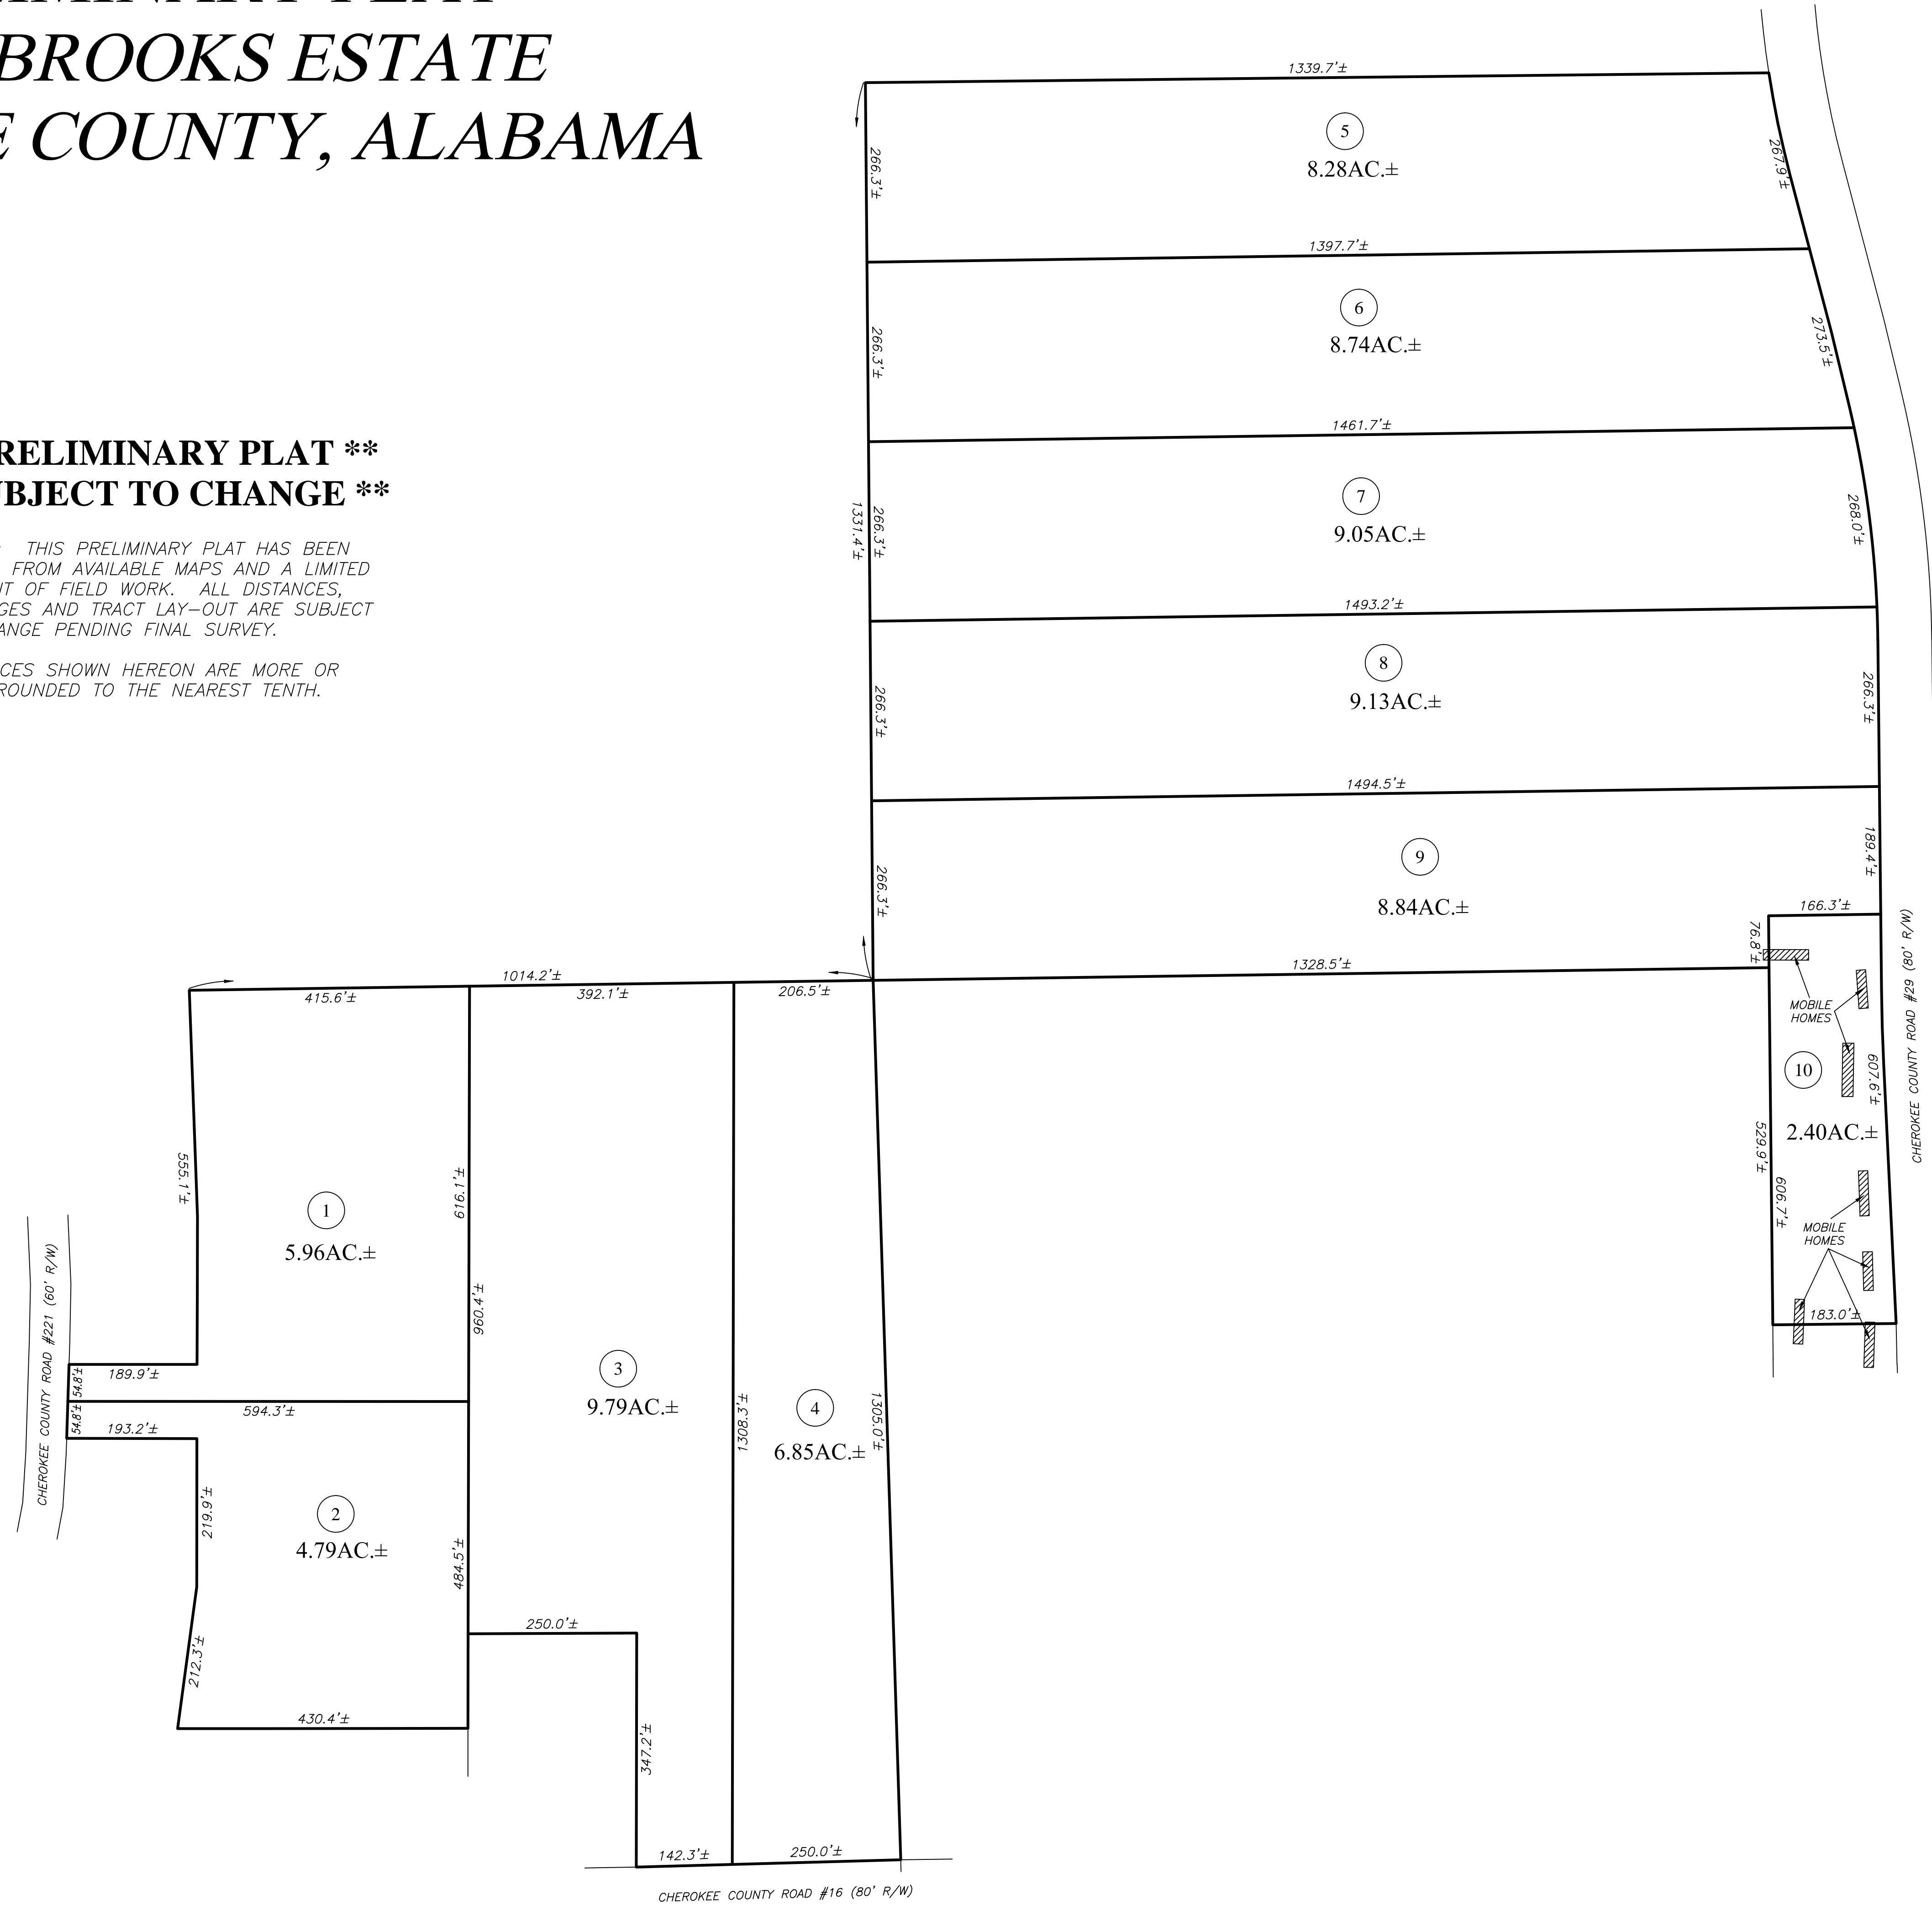 BROOKS ESTATE
COUNTY, ALABAMA
PLAT **
TO CHANGE **
THIS PRELIMINARY PLAT HAS BEEN
FROM AVAILABLE MAPS AND A LIMITED
OF FIELD WORK. ALL DISTANCES,
AND TRACT LAY-OUT ARE SUBJECT
PENDING FINAL SURVEY.
SHOWN HEREON ARE MORE OR
ROUNDED TO THE NEAREST TENTH.
1339.7'±
5
8.28AC.±
266.3'±
267.9'±
1397.7'±
6
8.74AC.±
266.3'±
273.5'±
1461.7'±
7
9.05AC.±
1331.4'±
266.3'±
268.0'±
1493.2'±
8
9.13AC.±
266.3'±
266.3'±
1494.5'±
9
8.84AC.±
266.3'±
189.4'±
166.3'±
76.8'±
1328.5'±
MOBILE
HOMES
10
2.40AC.±
607.6'±
529.9'±
606.7'±
MOBILE
HOMES
183.0'±
CHEROKEE COUNTY ROAD #29 (80' R/W)
1014.2'±
415.6'±
392.1'±
206.5'±
555.1'±
616.1'±
1
5.96AC.±
960.4'±
CHEROKEE COUNTY ROAD #221 (60' R/W)
189.9'±
54.8'±
594.3'±
54.8'±
193.2'±
3
9.79AC.±
1308.3'±
4
6.85AC.±
1305.0'±
219.9'±
2
4.79AC.±
484.5'±
212.3'±
430.4'±
250.0'±
347.2'±
142.3'±
250.0'±
CHEROKEE COUNTY ROAD #16 (80' R/W)